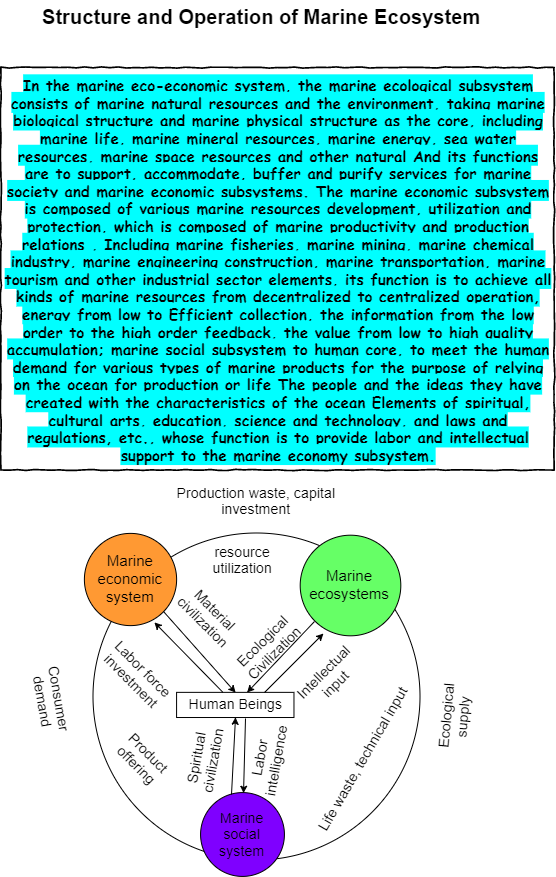 Structure and Operation of Marine Ecosystem
In the marine eco-economic system, the marine ecological subsystem
consists of marine natural resources and the environment, taking marine
biological structure and marine physical structure as the core, including
marine life, marine mineral resources, marine energy, sea water
resources, marine space resources and other natural And its functions
are to support, accommodate, buffer and purify services for marine
society and marine economic subsystems. The marine economic subsystem
is composed of various marine resources development, utilization and
protection, which is composed of marine productivity and production
relations . Including marine fisheries, marine mining, marine chemical
industry, marine engineering construction, marine transportation, marine
tourism and other industrial sector elements, its function is to achieve all
kinds of marine resources from decentralized to centralized operation,
energy from low to Efficient collection, the information from the low
order to the high order feedback, the value from low to high quality
accumulation; marine social subsystem to human core, to meet the human
demand for various types of marine products for the purpose of relying
on the ocean for production or life The people and the ideas they have
created with the characteristics of the ocean Elements of spiritual,
cultural arts, education, science and technology, and laws and
regulations, etc., whose function is to provide labor and intellectual
support to the marine economy subsystem.
Production waste, capital
investment
resource
utilization
Marine
economic
system
Marine
ecosystems
Material
civilization
Ecological
Civilization
Labor force
investment
Intellectual
input
Human Beings
Consumer
demand
Ecological
supply
Product
offering
Spiritual
civilization
Labor
intelligence
Life waste, technical input
Marine
social
system